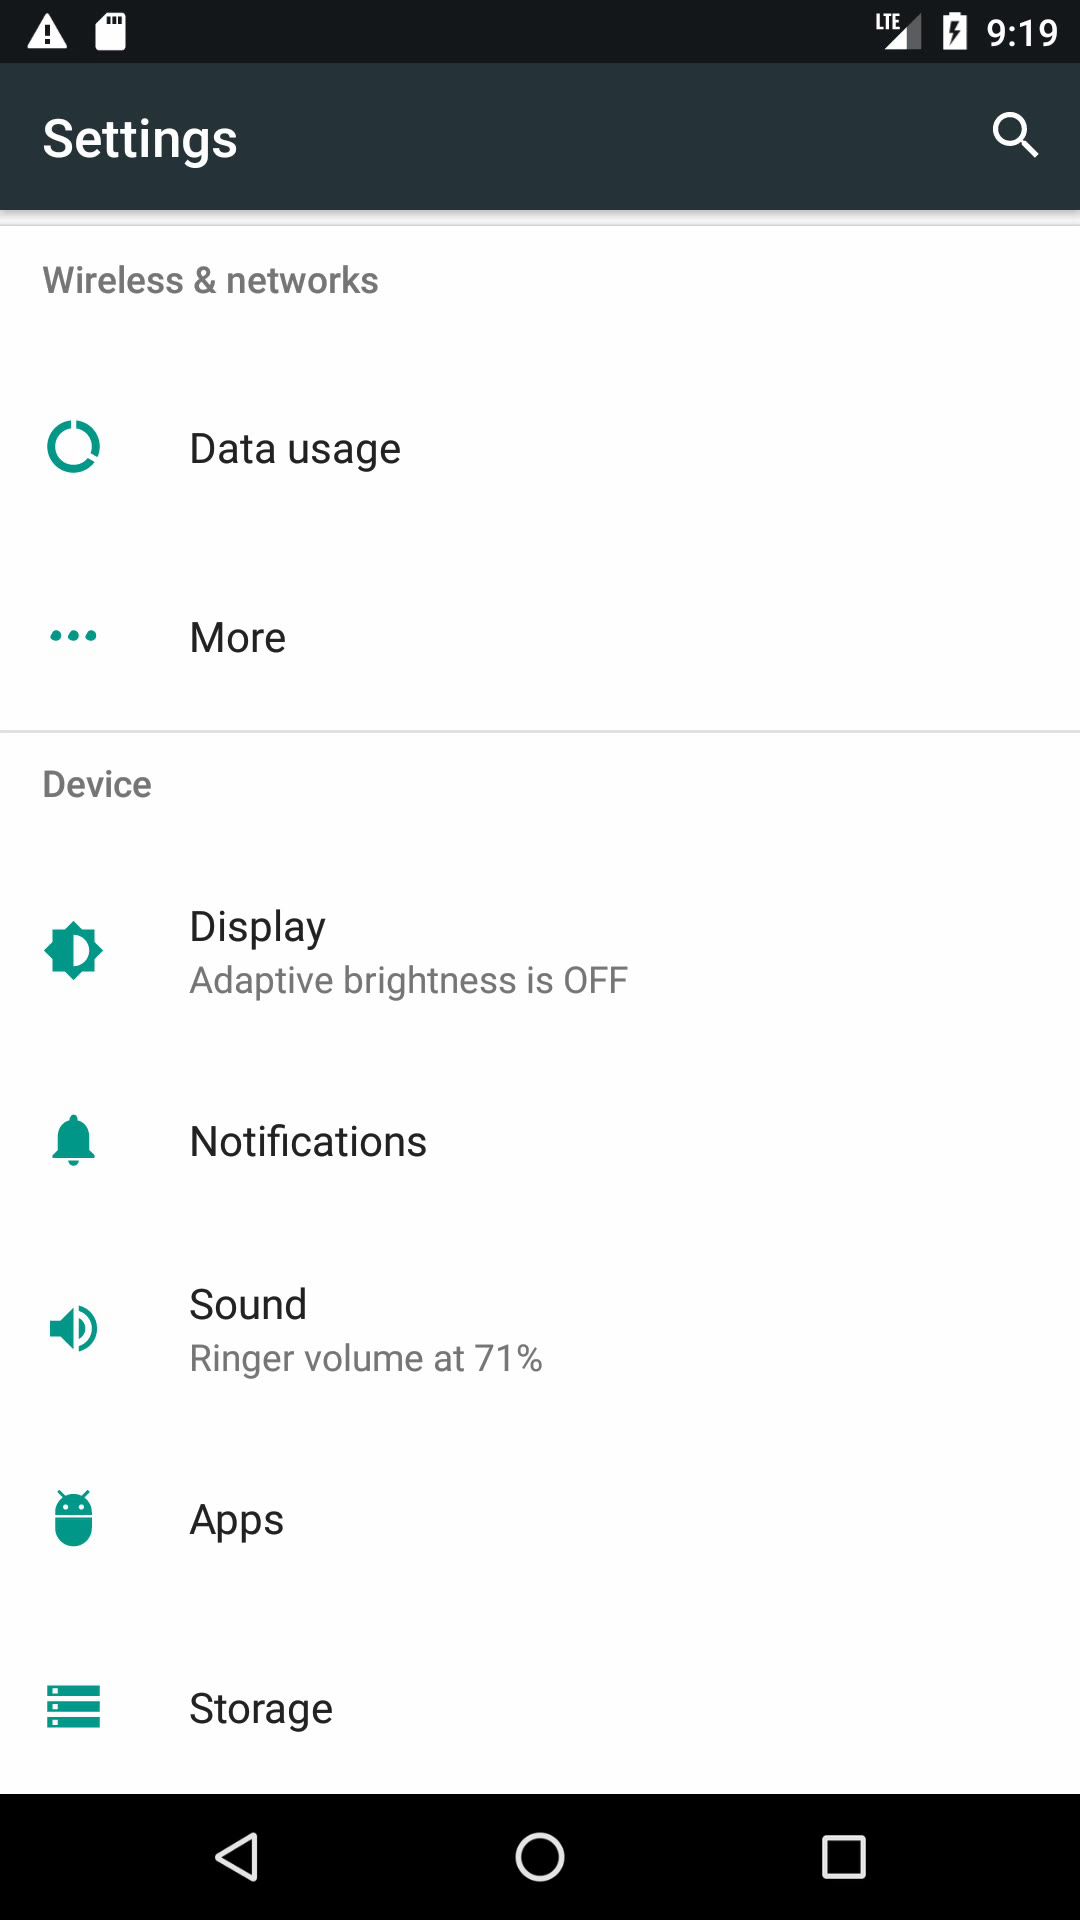 LTE 9:19
Settings
Wireless & networks
Data usage
More
Device
Display
Adaptive brightness is OFF
Notifications
Sound
Ringer volume at 71%
Apps
Storage